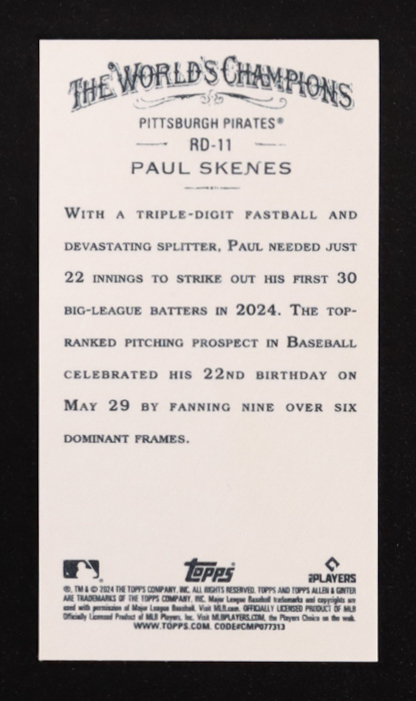 THE WORLD'S CHAMPIONS
PITTSBURGH PIRATES®
RD-11
PAUL SKENES
WITH A TRIPLE-DIGIT FASTBALL AND
DEVASTATING SPLITTER, PAUL NEEDED JUST
22 INNINGS TO STRIKE OUT HIS FIRST 30
BIG-LEAGUE BATTERS IN 2024. THE TOP-
RANKED PITCHING PROSPECT IN BASEBALL
CELEBRATED HIS 22ND BIRTHDAY ON
MAY 29 BY FANNING NINE OVER SIX
DOMINANT FRAMES.
topps PLAYERS
®, TM & © 2024 THE TOPPS COMPANY, INC. ALL RIGHTS RESERVED. TOPPS AND TOPPS ALLEN & GINTER
ARE TRADEMARKS OF THE TOPPS COMPANY, INC. Major League Baseball trademarks and copyrights are
used with permission of Major League Baseball. Visit MLB.com. OFFICIALLY LICENSED PRODUCT OF MLB
Officially Licensed Product of MLB Players, Inc. Visit MLBPLAYERS.COM, the Players Choice on the web.
WWW.TOPPS.COM. CODE#CMP077313